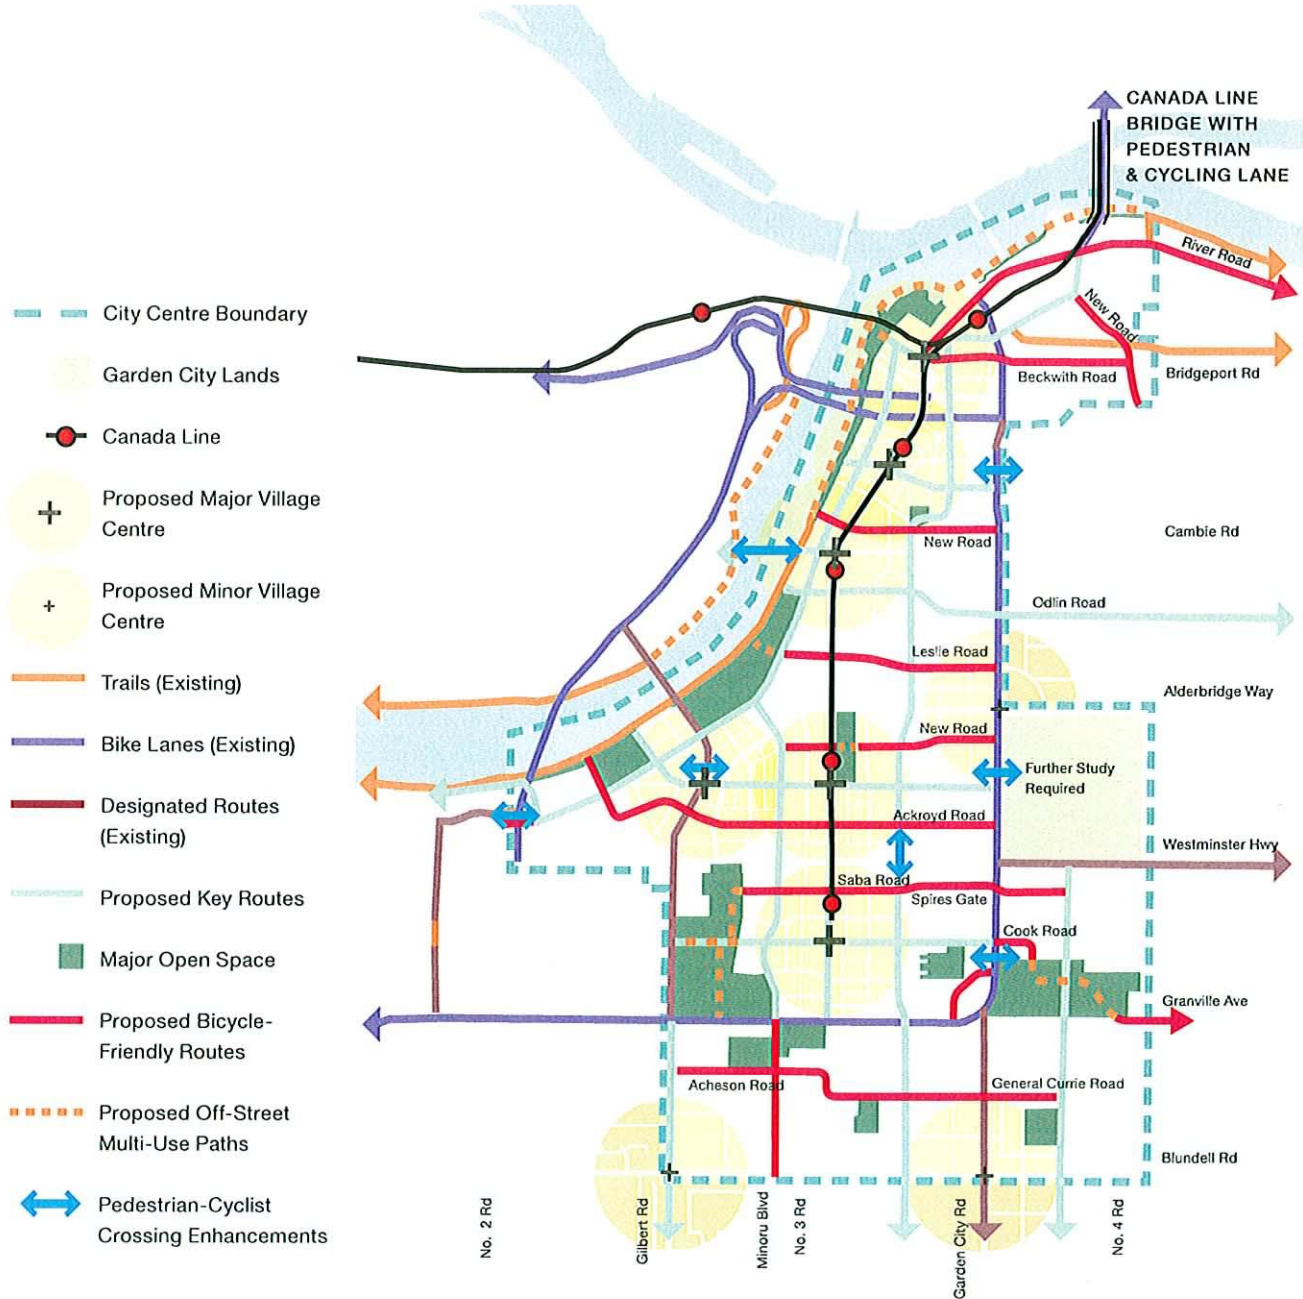 CANADA LINE
BRIDGE WITH
PEDESTRIAN
& CYCLING LANE
City Centre Boundary
Garden City Lands
Canada Line
Proposed Major Village
Centre
Proposed Minor Village
Centre
Trails (Existing)
Bike Lanes (Existing)
Designated Routes
(Existing)
Proposed Key Routes
Major Open Space
Proposed Bicycle-
Friendly Routes
Proposed Off-Street
Multi-Use Paths
Pedestrian-Cyclist
Crossing Enhancements
River Road
New Road
Beckwith Road
Bridgeport Rd
New Road
Cambie Rd
Odlin Road
Leslie Road
Alderbridge Way
New Road
Further Study
Required
Ackroyd Road
Westminster Hwy
Saba Road
Spires Gate
Cook Road
Granville Ave
Acheson Road
General Currie Road
Blundell Rd
No. 2 Rd
Gilbert Rd
Minoru Blvd
No. 3 Rd
Garden City Rd
No. 4 Rd